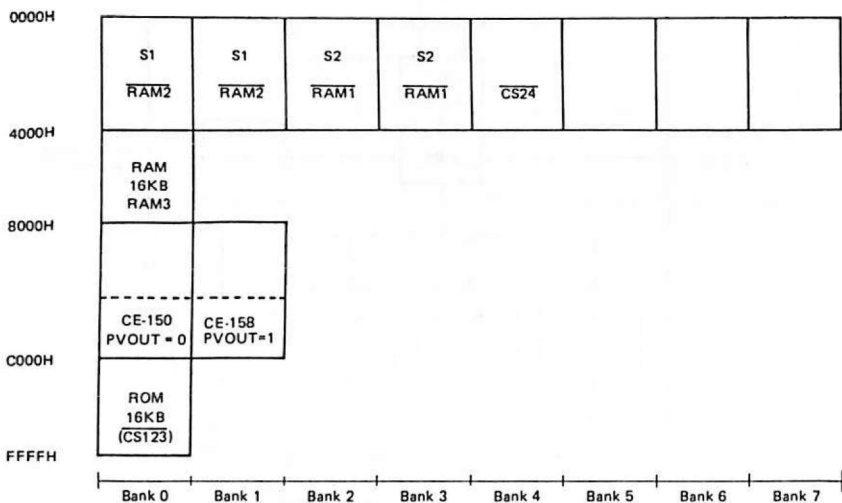 0000H
S1 S1 S2 S2
RAM2 RAM2 RAM1 RAM1 CS24
4000H
RAM
16KB
RAM3
8000H
CE-150 CE-158
PVOUT = 0 PVOUT=1
C000H
ROM
16KB
(CS123)
FFFFH
Bank 0 Bank 1 Bank 2 Bank 3 Bank 4 Bank 5 Bank 6 Bank 7